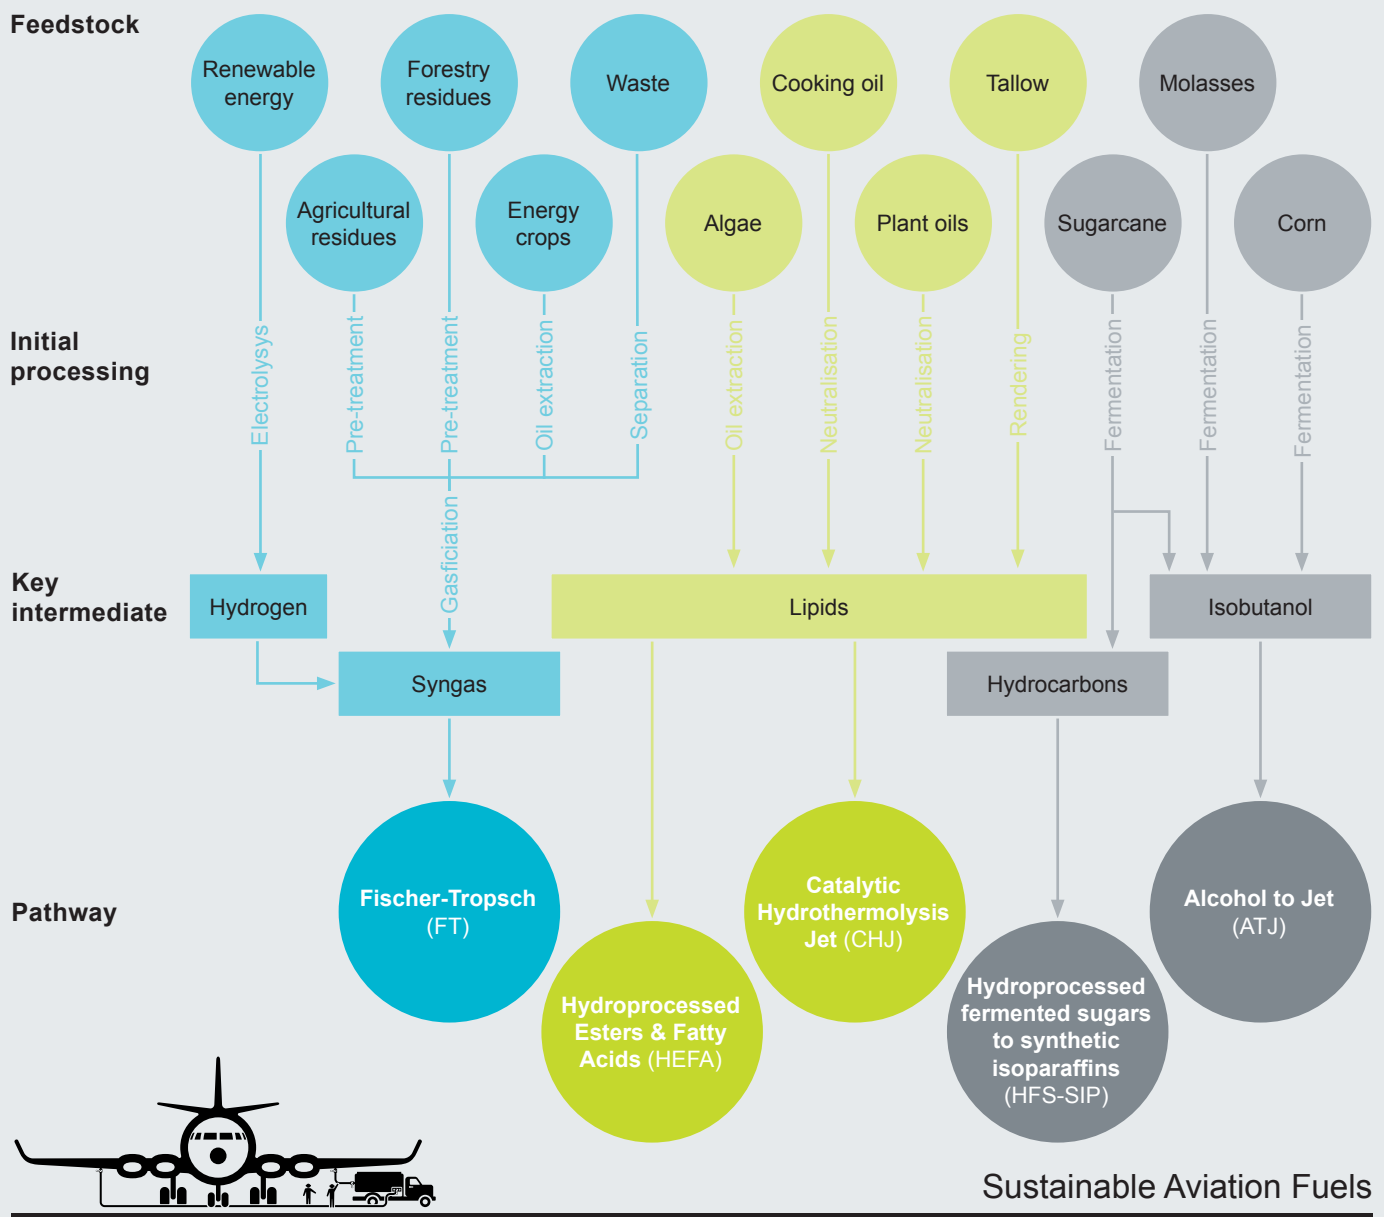 Feedstock
Renewable
energy
Forestry
residues
Waste
Cooking oil
Tallow
Molasses
Agricultural
residues
Energy
crops
Algae
Plant oils
Sugarcane
Corn
Initial
processing
Electrolysys
Pre-treatment
Pre-treatment
Oil extraction
Separation
Oil extraction
Neutralisation
Neutralisation
Rendering
Fermentation
Fermentation
Fermentation
Gasficiation
Key
intermediate
Hydrogen
Lipids
Isobutanol
Syngas
Hydrocarbons
Pathway
Fischer-Tropsch
(FT)
Catalytic
Hydrothermolysis
Jet (CHJ)
Alcohol to Jet
(ATJ)
Hydroprocessed
Esters & Fatty
Acids (HEFA)
Hydroprocessed
fermented sugars
to synthetic
isoparaffins
(HFS-SIP)
Sustainable Aviation Fuels